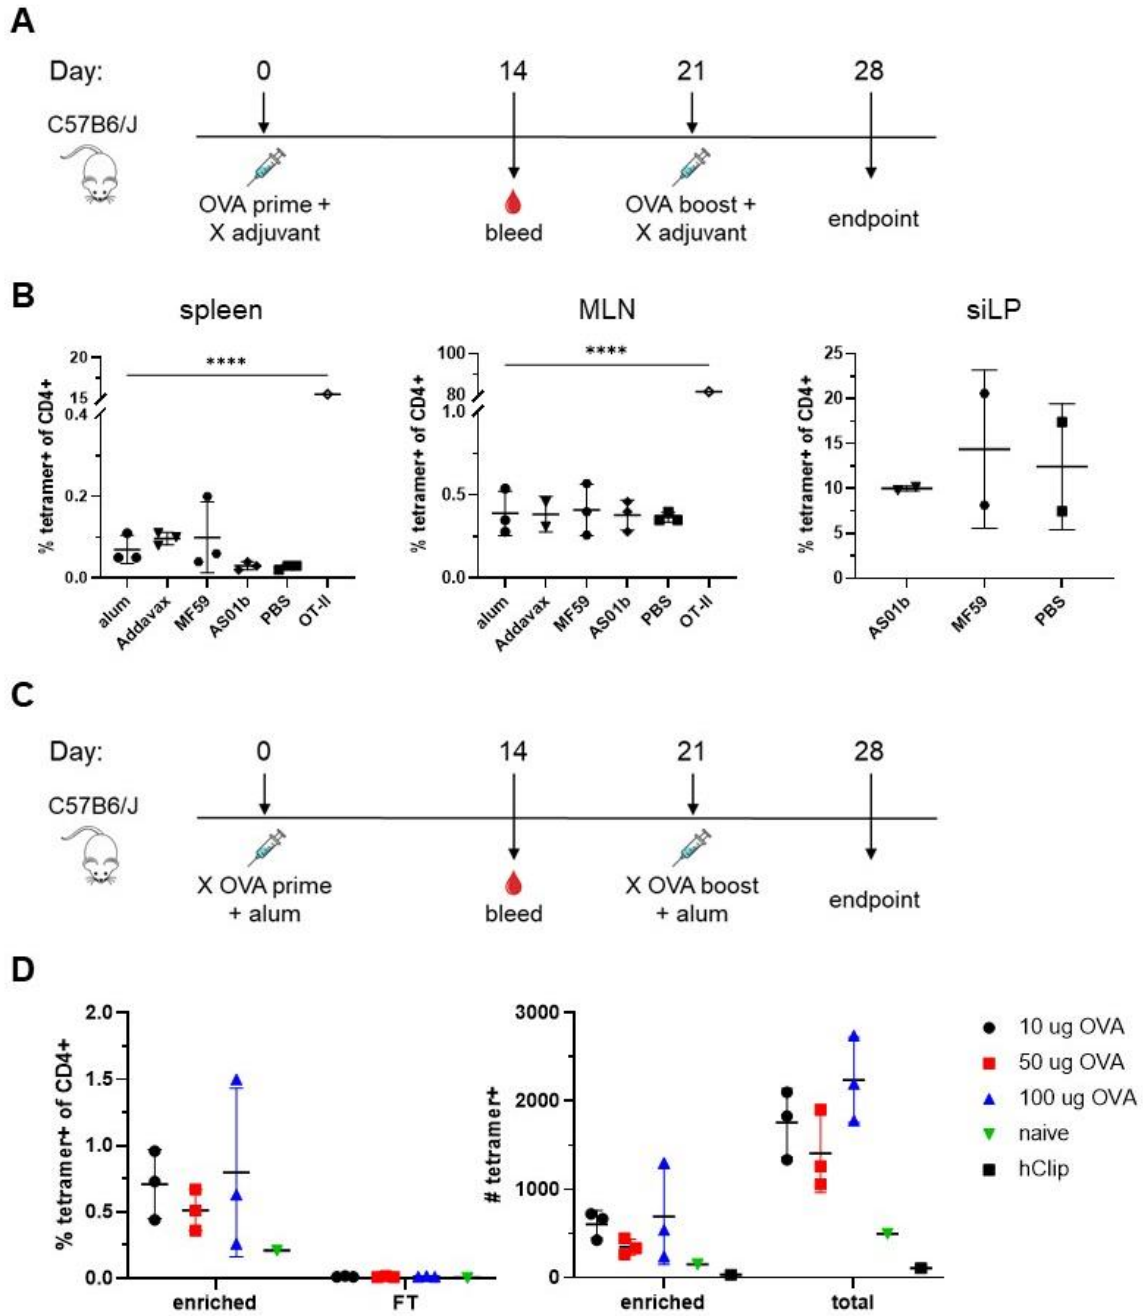 A
Day: 0 14 21 28
C57B6/J
OVA prime +
X adjuvant
bleed
OVA boost +
X adjuvant
endpoint
B
spleen
% tetramer+ of CD4+
20
15
0.4
0.2
0.0
****
alum
Addavax
MF59
AS01b
PBS
OT-II
MLN
% tetramer+ of CD4+
100
80
1.0
0.5
0.0
****
alum
Addavax
MF59
AS01b
PBS
OT-II
siLP
% tetramer+ of CD4+
25
20
15
10
5
0
AS01b
MF59
PBS
C
Day: 0 14 21 28
C57B6/J
X OVA prime
+ alum
bleed
X OVA boost
+ alum
endpoint
D
% tetramer+ of CD4+
2.0
1.5
1.0
0.5
0.0
enriched FT
# tetramer+
3000
2000
1000
0
enriched total
10 ug OVA
50 ug OVA
100 ug OVA
naive
hClip